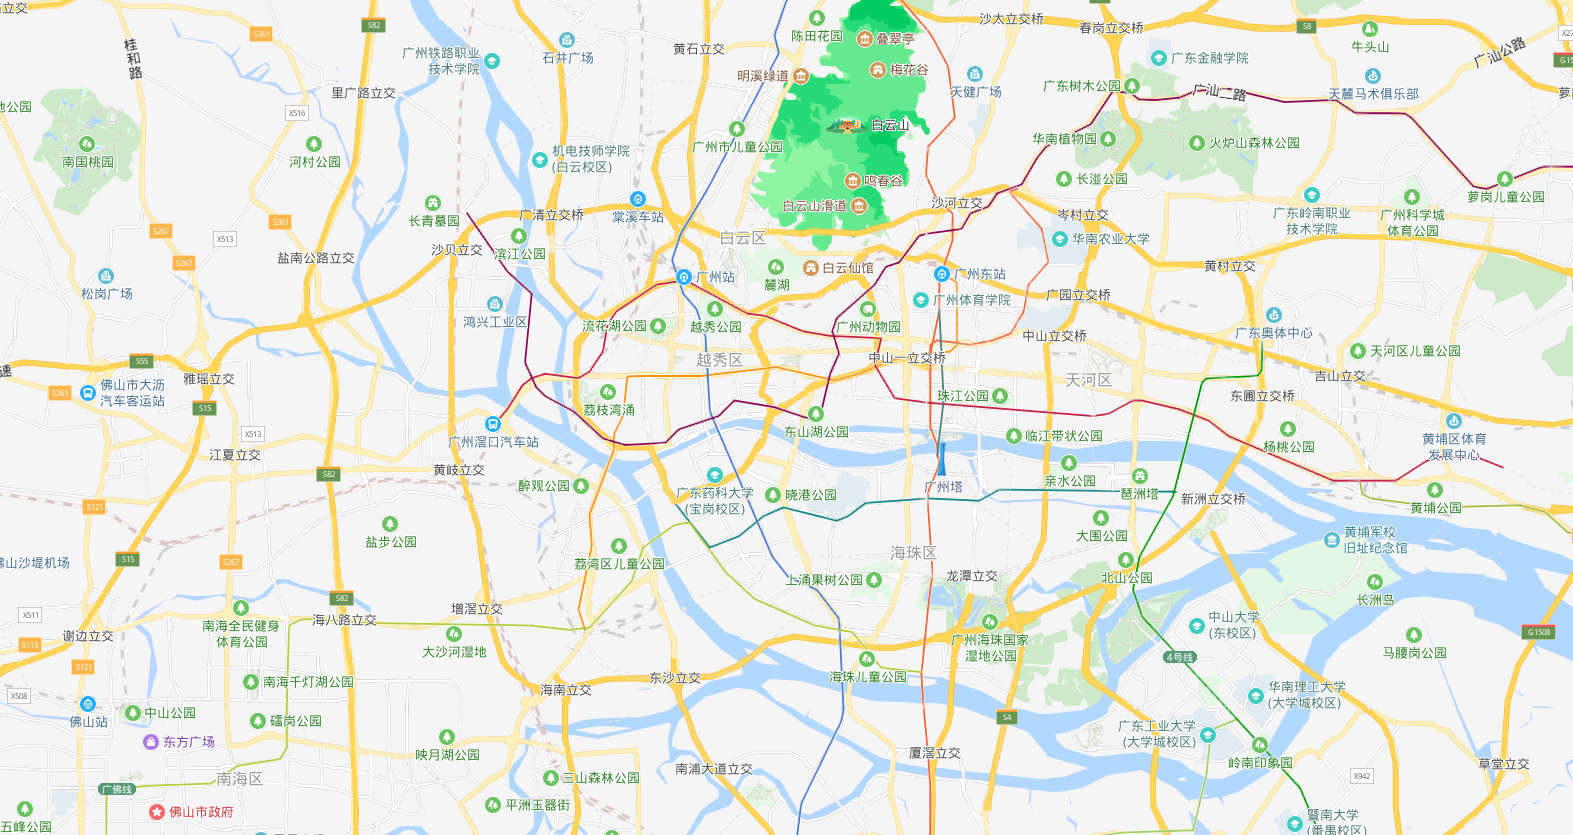 沙太立交桥
春岗立交桥
S8
S82
S361
桂和路
陈田花园
叠翠亭
牛头山
广汕公路
黄石立交
石井广场
广州铁路职业
技术学院
广东金融学院
明溪绿道
梅花谷
天健广场
广东树木公园
广汕二路
天麓马术俱乐部
里广路立交
X516
白云山
南国桃园
河村公园
广州市儿童公园
华南植物园
火炉山森林公园
机电技师学院
(白云校区)
鸣春谷
长湴公园
萝岗儿童公园
长青墓园
棠溪车站
白云山滑道
沙河立交
岑村立交
广东岭南职业
技术学院
广州科学城
体育公园
广清立交桥
S361
S267
X513
沙贝立交
滨江公园
白云区
华南农业大学
盐南公路立交
S267
松岗广场
广州站
麓湖
白云仙馆
广州东站
黄村立交
鸿兴工业区
越秀公园
流花湖公园
广州动物园
广州体育学院
广园立交桥
广东奥体中心
中山立交桥
越秀区
中山一立交桥
天河区儿童公园
S55
雅瑶立交
天河区
吉山立交
S263
佛山市大沥
汽车客运站
S15
荔枝湾涌
珠江公园
东圃立交
广州滘口汽车站
东山湖公园
临江带状公园
杨桃公园
黄埔区体育
发展中心
X513
江夏立交
黄岐立交
S82
醉观公园
广东药科大学
(宝岗校区)
晓港公园
广州塔
亲水公园
琶洲塔
新洲立交桥
黄埔公园
S121
盐步公园
大围公园
黄埔军校
旧址纪念馆
S15
S267
荔湾区儿童公园
海珠区
佛山沙堤机场
上涌果树公园
龙潭立交
北山公园
长洲岛
S82
X511
南海全民健身
体育公园
海八路立交
增滘立交
中山大学
(东校区)
谢边立交
S113
S121
大沙河湿地
广州海珠国家
湿地公园
4号线
马腰岗公园
G1508
南海千灯湖公园
海南立交
东沙立交
海珠儿童公园
华南理工大学
(大学城校区)
X508
佛山站
中山公园
礌岗公园
S4
广东工业大学
(大学城校区)
东方广场
映月湖公园
厦滘立交
岭南印象园
草堂立交
南海区
三山森林公园
南浦大道立交
X942
广佛线
佛山市政府
平洲玉器街
五峰公园
暨南大学
(番禺校区)